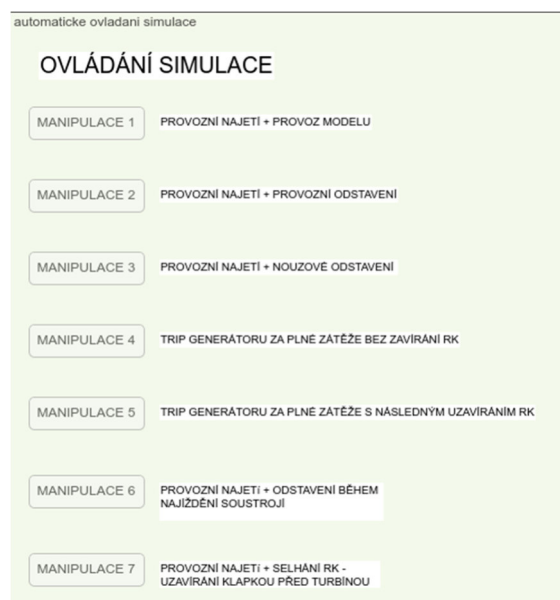 automaticke ovladani simulace
OVLÁDÁNÍ SIMULACE
MANIPULACE 1 PROVOZNÍ NAJETÍ + PROVOZ MODELU
MANIPULACE 2 PROVOZNÍ NAJETÍ + PROVOZNÍ ODSTAVENÍ
MANIPULACE 3 PROVOZNÍ NAJETÍ + NOUZOVÉ ODSTAVENÍ
MANIPULACE 4 TRIP GENERÁTORU ZA PLNÉ ZÁTĚŽE BEZ ZAVÍRÁNÍ RK
MANIPULACE 5 TRIP GENERÁTORU ZA PLNÉ ZÁTĚŽE S NÁSLEDNÝM UZAVÍRÁNÍM RK
MANIPULACE 6 PROVOZNÍ NAJETí + ODSTAVENÍ BĚHEM
NAJÍŽDĚNÍ SOUSTROJÍ
MANIPULACE 7 PROVOZNÍ NAJETí + SELHÁNÍ RK -
UZAVÍRÁNÍ KLAPKOU PŘED TURBÍNOU